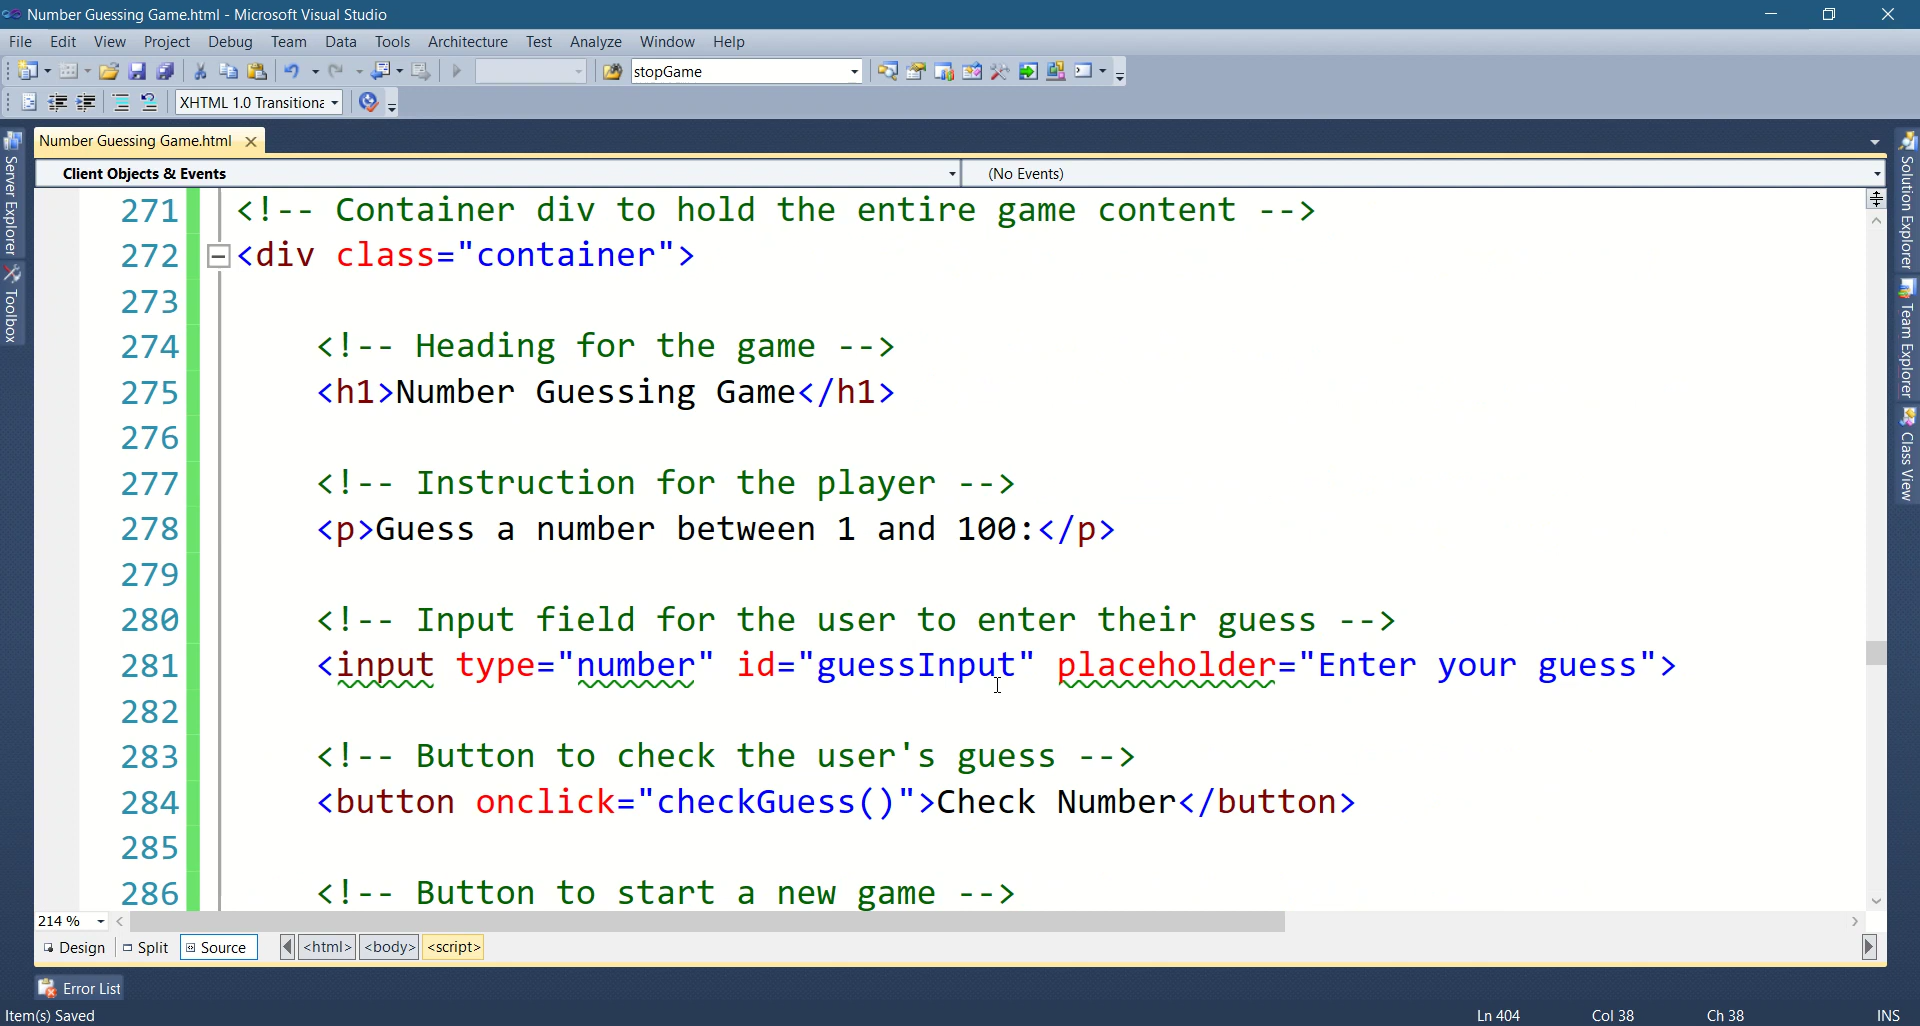 Number Guessing Game.html - Microsoft Visual Studio
File Edit View Project Debug Team Data Tools Architecture Test Analyze Window Help
stopGame
XHTML 1.0 Transitiona
Server Explorer
Toolbox
Number Guessing Game.html
Client Objects & Events (No Events)
271 <!-- Container div to hold the entire game content -->
272 <div class="container">
273
274 <!-- Heading for the game -->
275 <h1>Number Guessing Game</h1>
276
277 <!-- Instruction for the player -->
278 <p>Guess a number between 1 and 100:</p>
279
280 <!-- Input field for the user to enter their guess -->
281 <input type="number" id="guessInput" placeholder="Enter your guess">
282
283 <!-- Button to check the user's guess -->
284 <button onclick="checkGuess()">Check Number</button>
285
286 <!-- Button to start a new game -->
Solution Explorer
Team Explorer
Class View
214 %
Design Split Source <html> <body> <script>
Error List
Item(s) Saved Ln 404 Col 38 Ch 38 INS